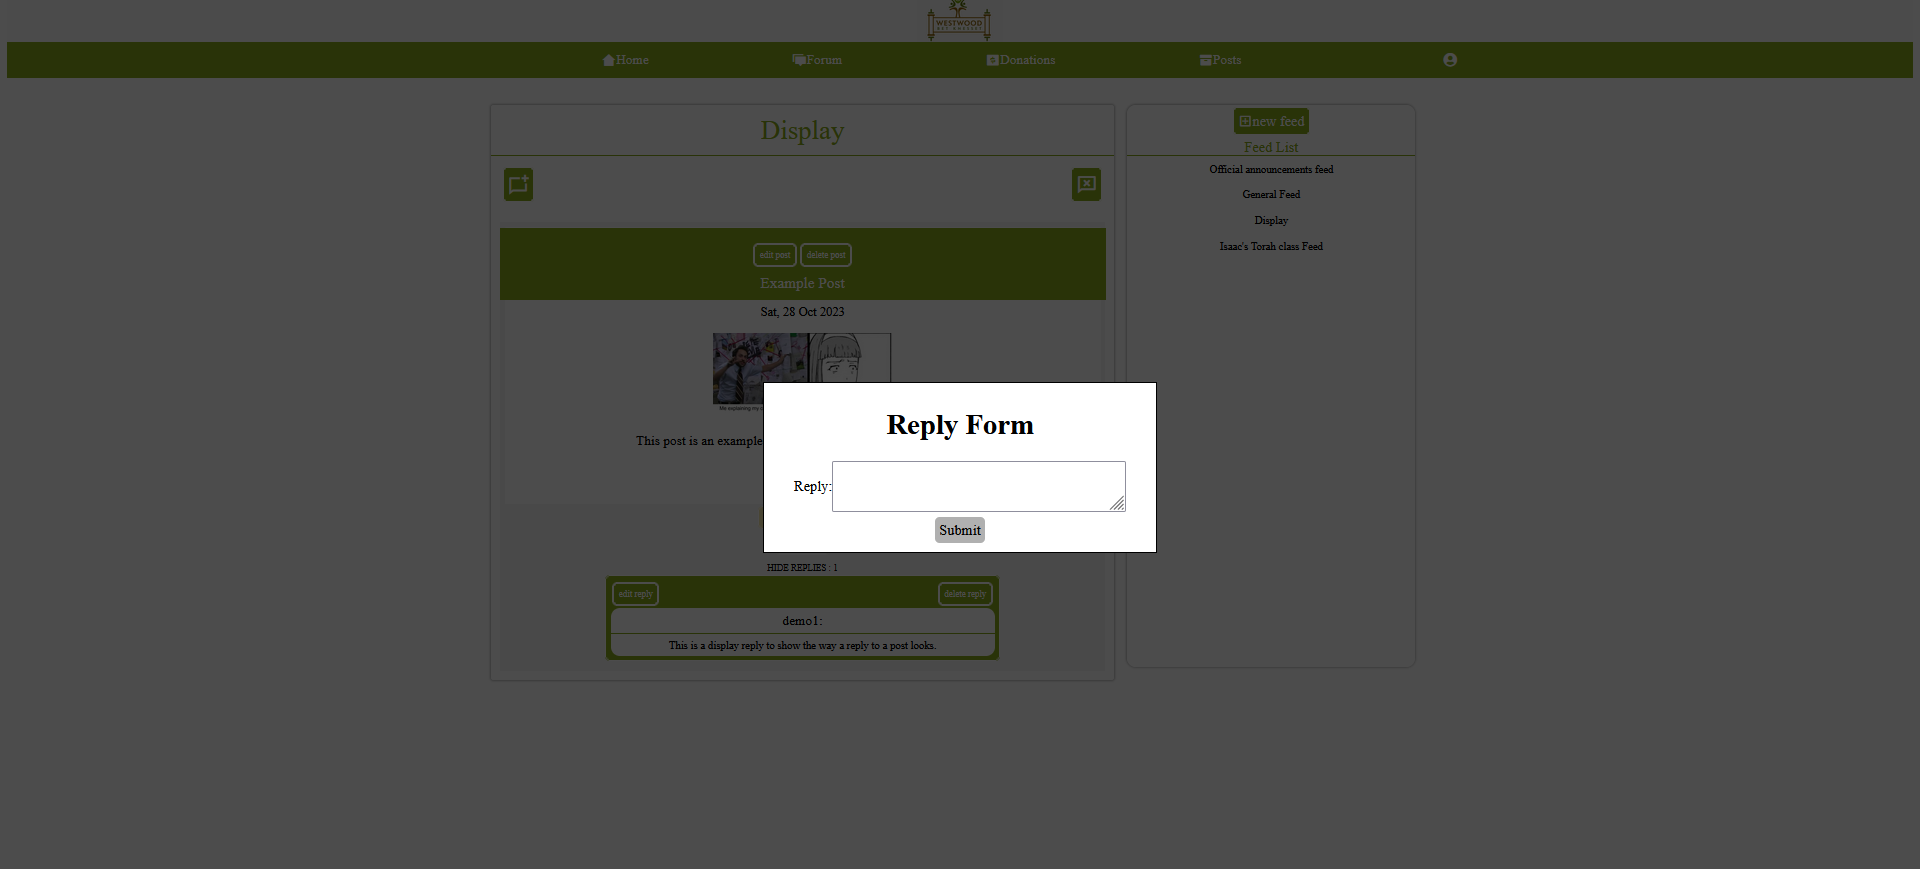 WESTWOOD
Home
Forum
Donations
Posts
Display
new feed
Feed List
Official announcements feed
General Feed
Display
Isaac's Torah class Feed
edit post
delete post
Example Post
Sat, 28 Oct 2023
Me explaining my
This post is an example
Reply Form
Reply:
Submit
HIDE REPLIES : 1
edit reply
delete reply
demo1:
This is a display reply to show the way a reply to a post looks.